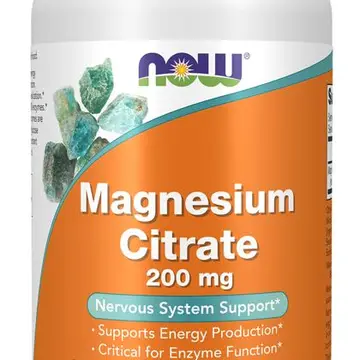 now
Magnesium
Citrate
200 mg
Nervous System Support*
• Supports Energy Production*
• Critical for Enzyme Function*